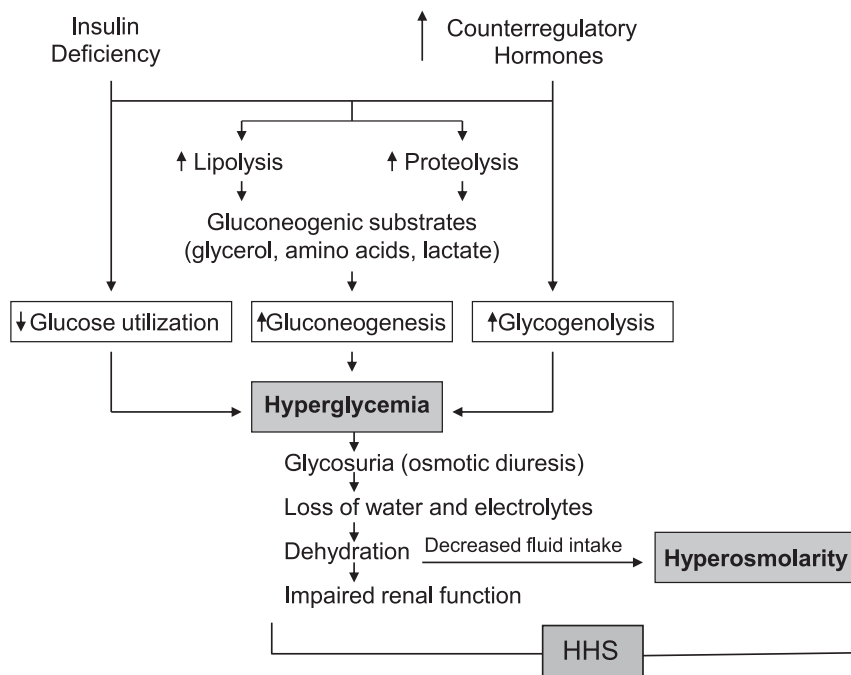 Insulin
Deficiency
↑ Counterregulatory
Hormones
↑ Lipolysis
↑ Proteolysis
Gluconeogenic substrates
(glycerol, amino acids, lactate)
↓ Glucose utilization
↑Gluconeogenesis
↑Glycogenolysis
Hyperglycemia
Glycosuria (osmotic diuresis)
Loss of water and electrolytes
Dehydration
Decreased fluid intake
Hyperosmolarity
Impaired renal function
HHS